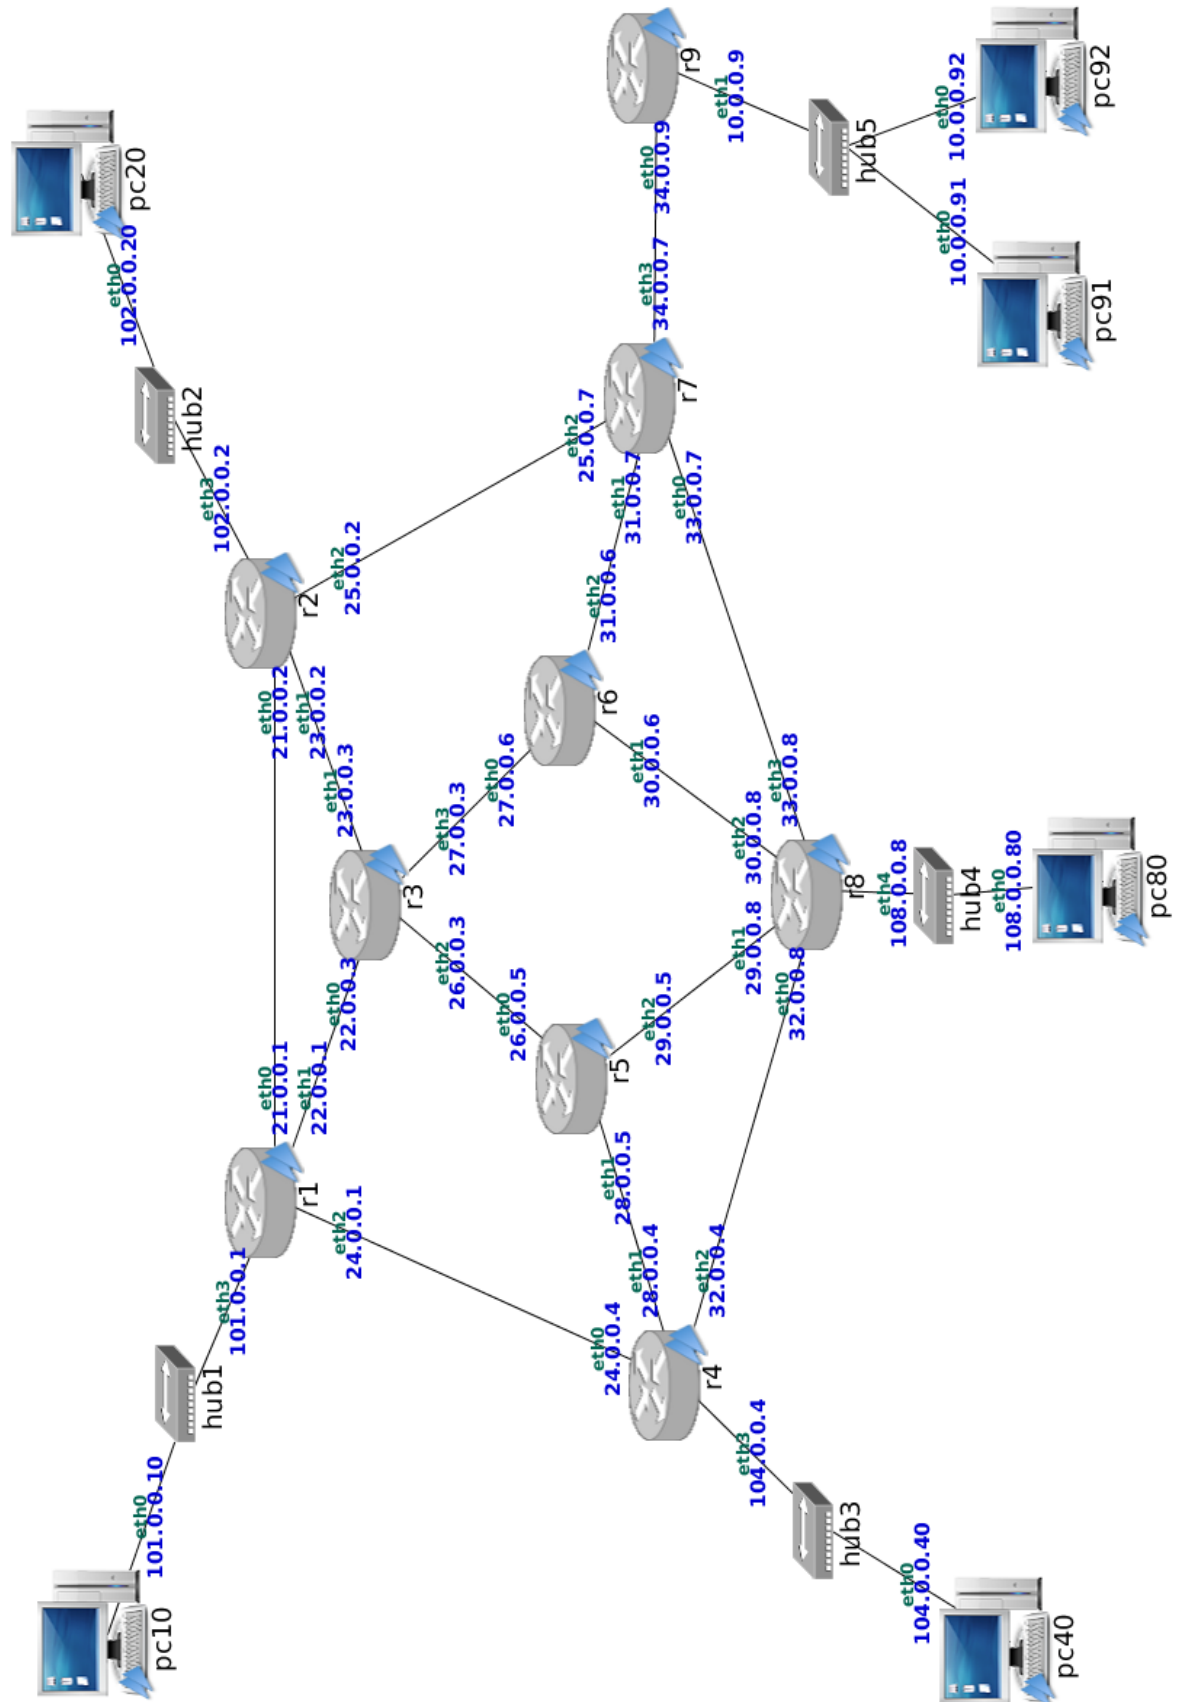 pc10
eth0
101.0.0.10
hub1
eth3
101.0.0.1
r1
eth0
21.0.0.1
eth1
22.0.0.1
eth2
24.0.0.1
eth0
21.0.0.2
eth1
23.0.0.2
r2
eth2
25.0.0.2
eth3
102.0.0.2
hub2
eth0
102.0.0.20
pc20
eth0
22.0.0.3
r3
eth1
23.0.0.3
eth2
26.0.0.3
eth3
27.0.0.3
eth0
26.0.0.5
r5
eth1
28.0.0.5
eth2
29.0.0.5
eth0
27.0.0.6
r6
eth1
30.0.0.6
eth2
31.0.0.6
eth0
24.0.0.4
eth1
28.0.0.4
eth2
32.0.0.4
r4
eth3
104.0.0.4
hub3
eth0
104.0.0.40
pc40
eth2
25.0.0.7
eth1
31.0.0.7
eth0
33.0.0.7
r7
eth3
34.0.0.7
eth0
34.0.0.9
r9
eth1
10.0.0.9
hub5
eth0
10.0.0.91
pc91
eth0
10.0.0.92
pc92
eth0
32.0.0.8
eth1
29.0.0.8
eth2
30.0.0.8
eth3
33.0.0.8
r8
eth4
108.0.0.8
hub4
eth0
108.0.0.80
pc80